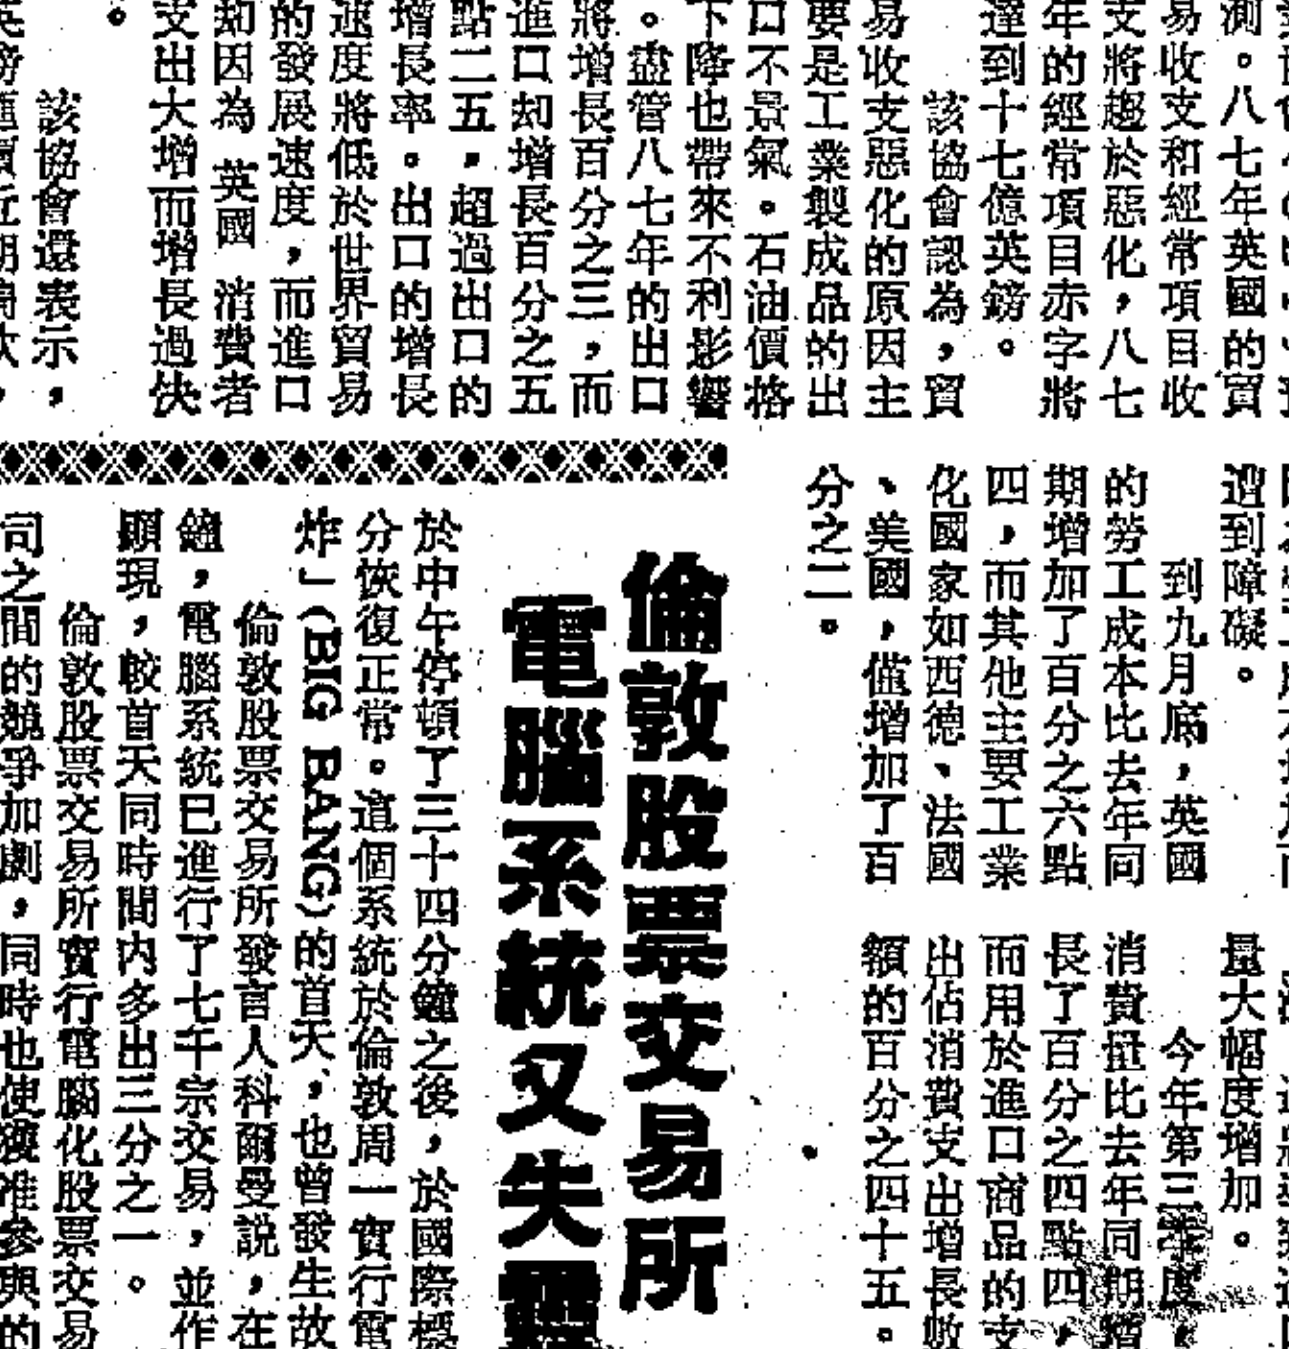 測。八七年英國的貿
易收支和經常項目收
支將趨於惡化，八七
年的經常項目赤字將
達到十七億英鎊。
該協會認為，貿
易收支惡化的原因主
要是工業製成品的出
口不景氣。石油價格
下降也帶來不利影響
。盡管八七年的出口
將增長百分之三，而
進口却增長百分之五
點二五，超過出口的
增長率。出口的增長
速度將低於世界貿易
的發展速度，而進口
却因為英國消費者
支出大增而增長過快
。
該協會還表示，
遭到障礙。
到九月底，英國
的勞工成本比去年同
期增加了百分之六點
四，而其他主要工業
化國家如西德、法國
、美國，僅增加了百
分之二。
量大幅度增加。
今年第三季度，
消費量比去年同期增
長了百分之四點四，
而用於進口商品的支
出佔消費支出增長數
額的百分之四十五。
倫敦股票交易所
電腦系統又失靈
於中午停頓了三十四分鐘之後，於國際標
分恢復正常。這個系統於倫敦周一實行電
炸」(BIG BANG)的首天，也曾發生故
倫敦股票交易所發言人科爾曼說，在
鐘，電腦系統已進行了七千宗交易，並作
顯現，較首天同時間內多出三分之一。
倫敦股票交易所實行電腦化股票交易
司之間的競爭加劇，同時也使獲准參與的